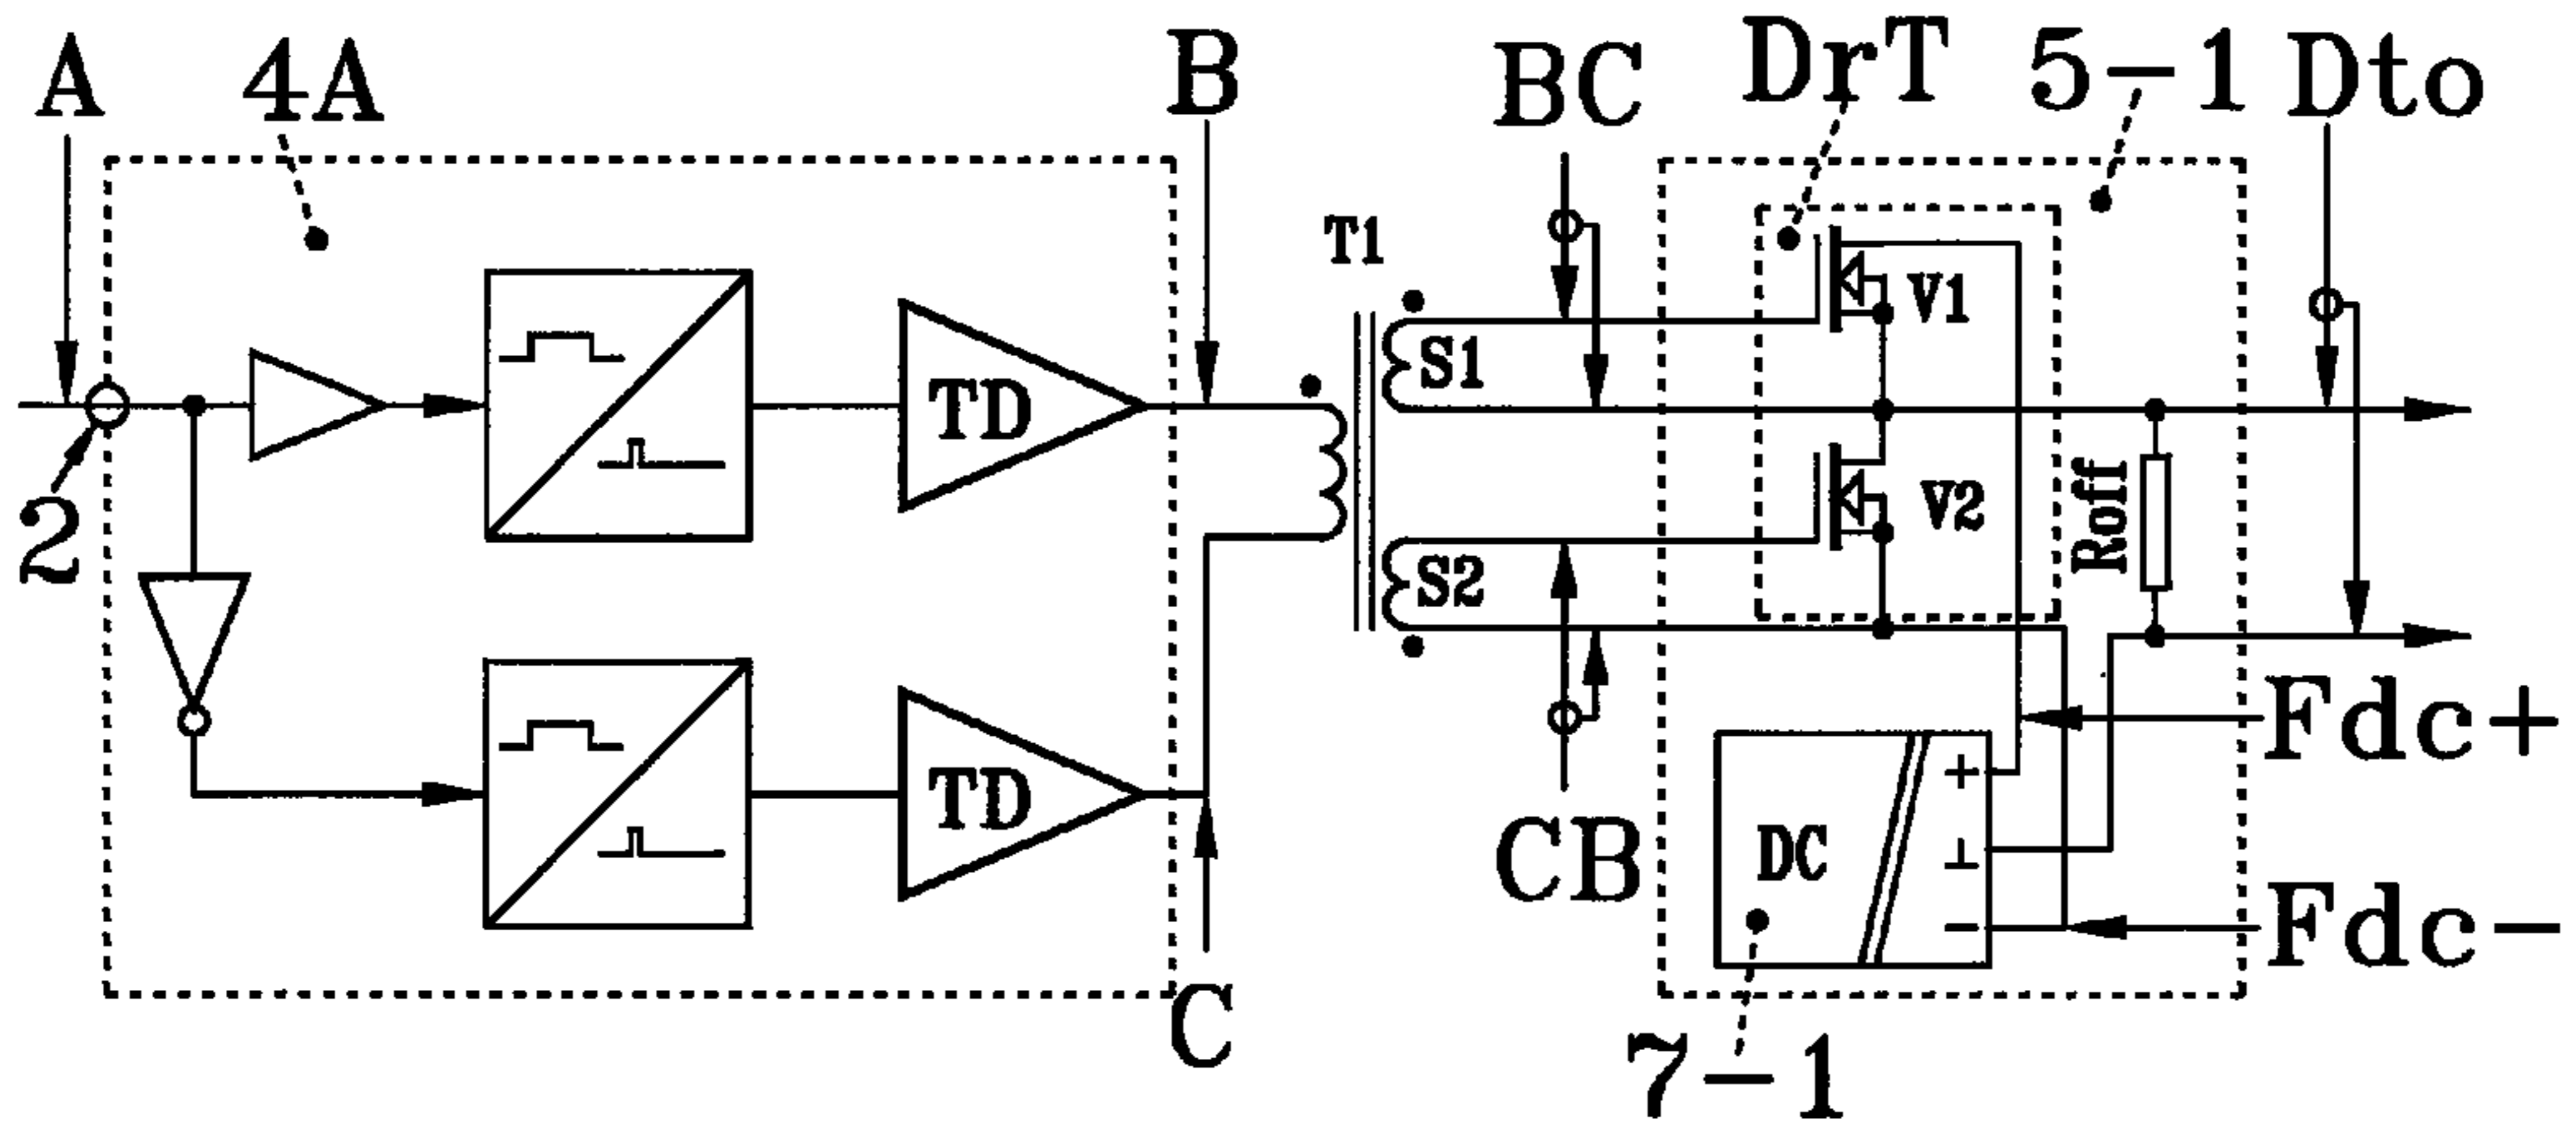 A
4A
B
BC
DrT
5-1
Dto
T1
V1
S1
TD
2
V2
Roff
S2
TD
Fdc+
CB
DC
+
⊥
-
Fdc-
C
7-1